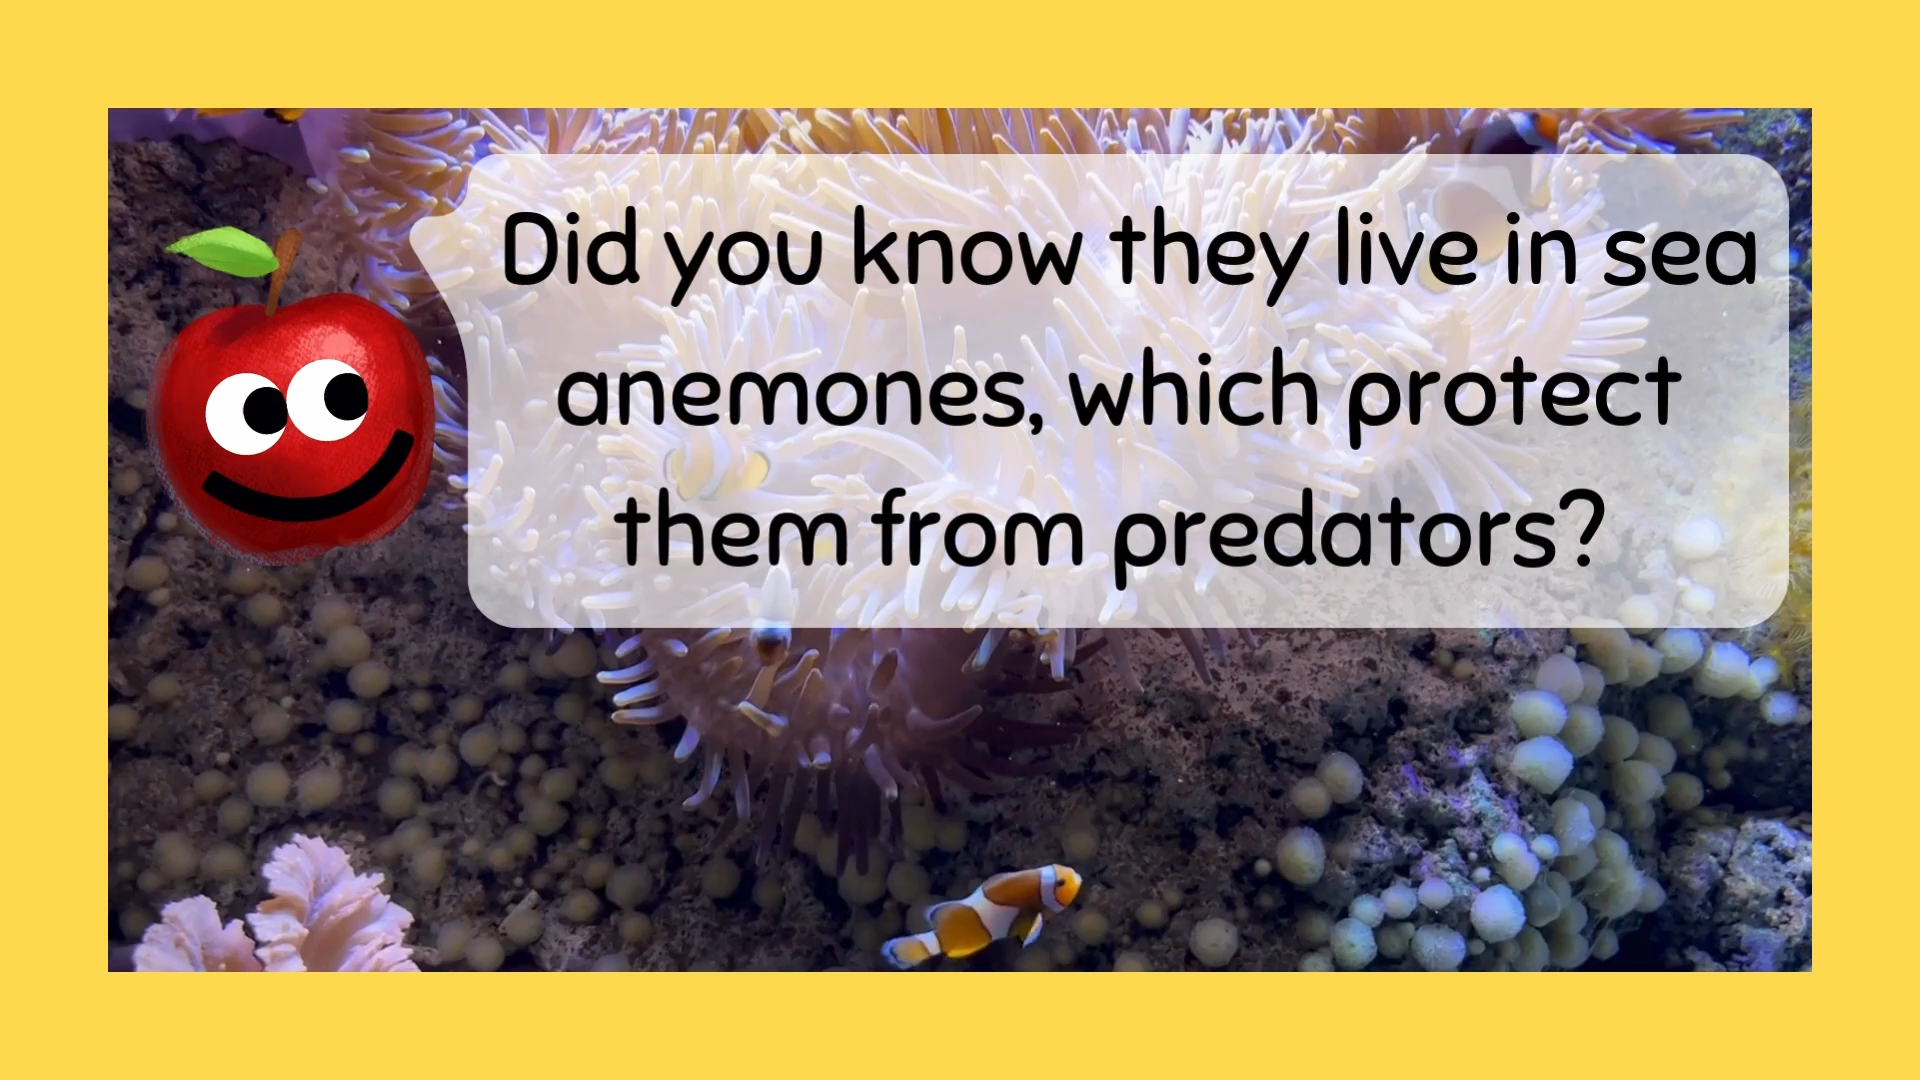 Did you know they live in sea
anemones, which protect
them from predators?